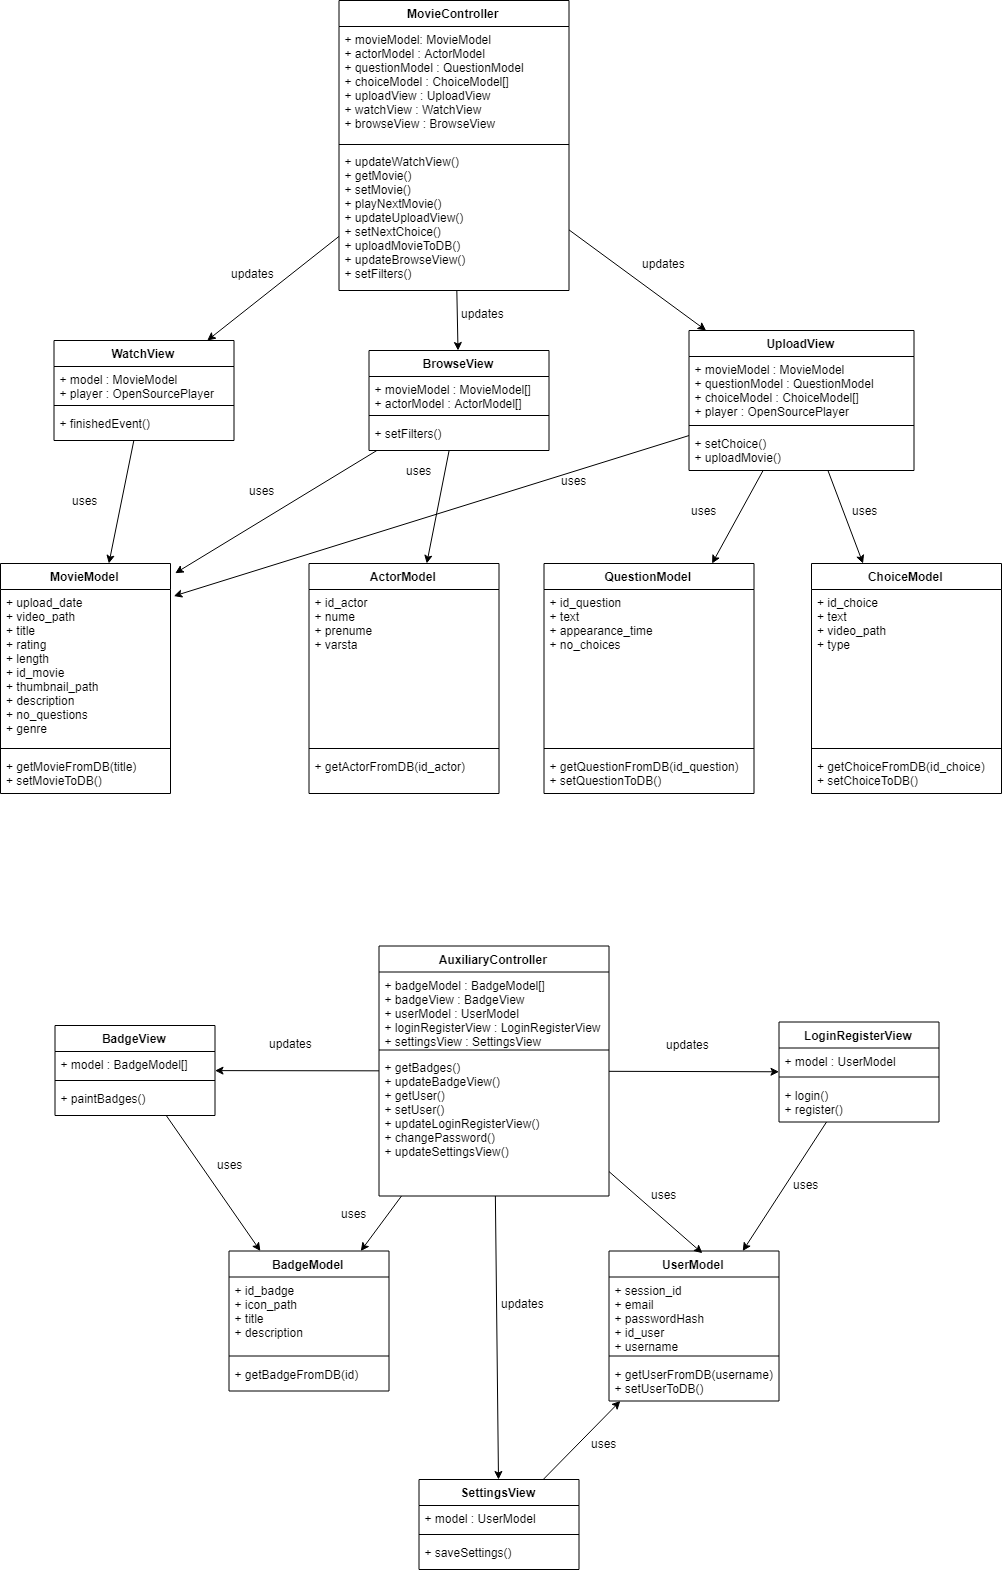 MovieController
+ movieModel: MovieModel
+ actorModel : ActorModel
+ questionModel : QuestionModel
+ choiceModel : ChoiceModel[]
+ uploadView : UploadView
+ watchView : WatchView
+ browseView : BrowseView
+ updateWatchView()
+ getMovie()
+ setMovie()
+ playNextMovie()
+ updateUploadView()
+ setNextChoice()
+ uploadMovieToDB()
+ updateBrowseView()
+ setFilters()
updates
updates
updates
WatchView
+ model : MovieModel
+ player : OpenSourcePlayer
+ finishedEvent()
BrowseView
+ movieModel : MovieModel[]
+ actorModel : ActorModel[]
+ setFilters()
UploadView
+ movieModel : MovieModel
+ questionModel : QuestionModel
+ choiceModel : ChoiceModel[]
+ player : OpenSourcePlayer
+ setChoice()
+ uploadMovie()
uses
uses
uses
uses
uses
uses
MovieModel
+ upload_date
+ video_path
+ title
+ rating
+ length
+ id_movie
+ thumbnail_path
+ description
+ no_questions
+ genre
+ getMovieFromDB(title)
+ setMovieToDB()
ActorModel
+ id_actor
+ nume
+ prenume
+ varsta
+ getActorFromDB(id_actor)
QuestionModel
+ id_question
+ text
+ appearance_time
+ no_choices
+ getQuestionFromDB(id_question)
+ setQuestionToDB()
ChoiceModel
+ id_choice
+ text
+ video_path
+ type
+ getChoiceFromDB(id_choice)
+ setChoiceToDB()
AuxiliaryController
+ badgeModel : BadgeModel[]
+ badgeView : BadgeView
+ userModel : UserModel
+ loginRegisterView : LoginRegisterView
+ settingsView : SettingsView
+ getBadges()
+ updateBadgeView()
+ getUser()
+ setUser()
+ updateLoginRegisterView()
+ changePassword()
+ updateSettingsView()
BadgeView
+ model : BadgeModel[]
+ paintBadges()
updates
updates
LoginRegisterView
+ model : UserModel
+ login()
+ register()
uses
uses
uses
uses
BadgeModel
+ id_badge
+ icon_path
+ title
+ description
+ getBadgeFromDB(id)
updates
UserModel
+ session_id
+ email
+ passwordHash
+ id_user
+ username
+ getUserFromDB(username)
+ setUserToDB()
uses
SettingsView
+ model : UserModel
+ saveSettings()